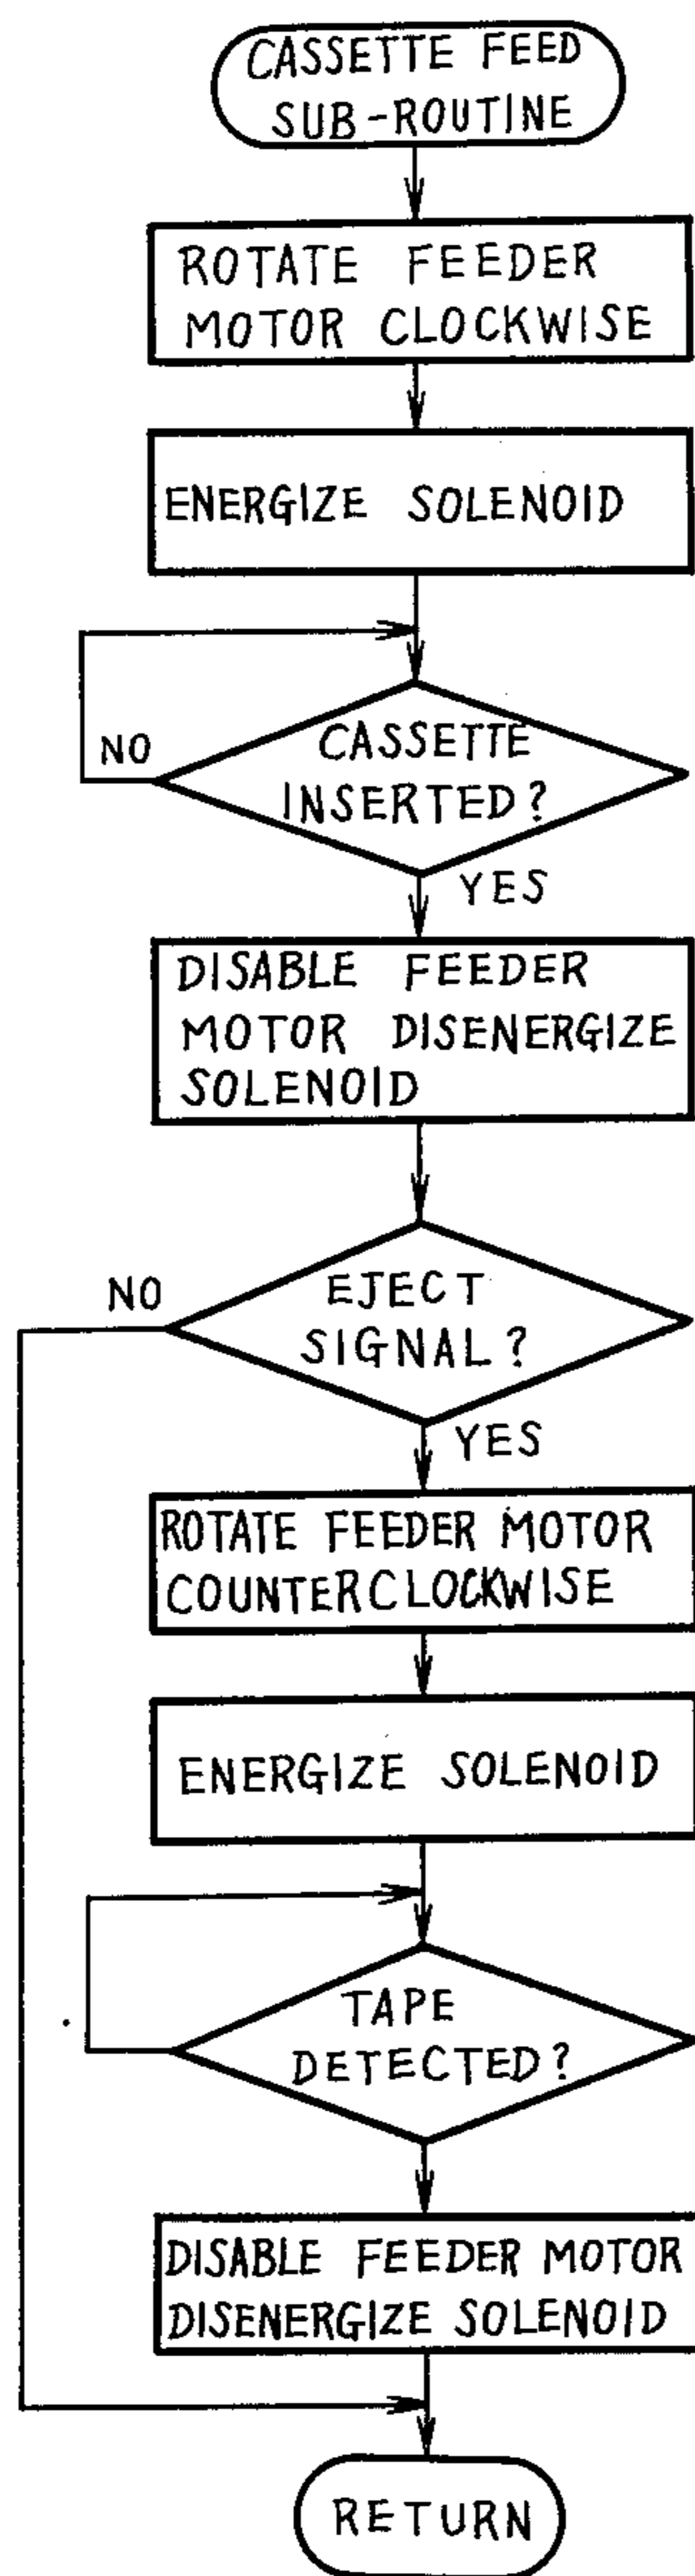 CASSETTE FEED
SUB-ROUTINE
ROTATE FEEDER
MOTOR CLOCKWISE
ENERGIZE SOLENOID
CASSETTE
INSERTED?
NO
YES
DISABLE FEEDER
MOTOR DISENERGIZE
SOLENOID
EJECT
SIGNAL?
NO
YES
ROTATE FEEDER MOTOR
COUNTERCLOCKWISE
ENERGIZE SOLENOID
TAPE
DETECTED?
DISABLE FEEDER MOTOR
DISENERGIZE SOLENOID
RETURN